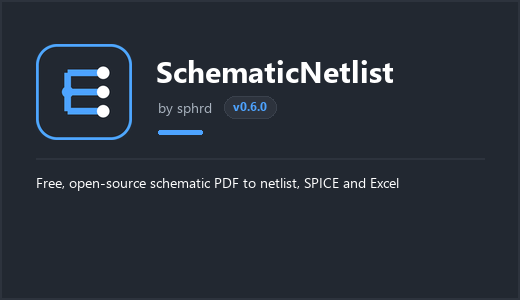 SchematicNetlist
by sphrd v0.6.0
Free, open-source schematic PDF to netlist, SPICE and Excel